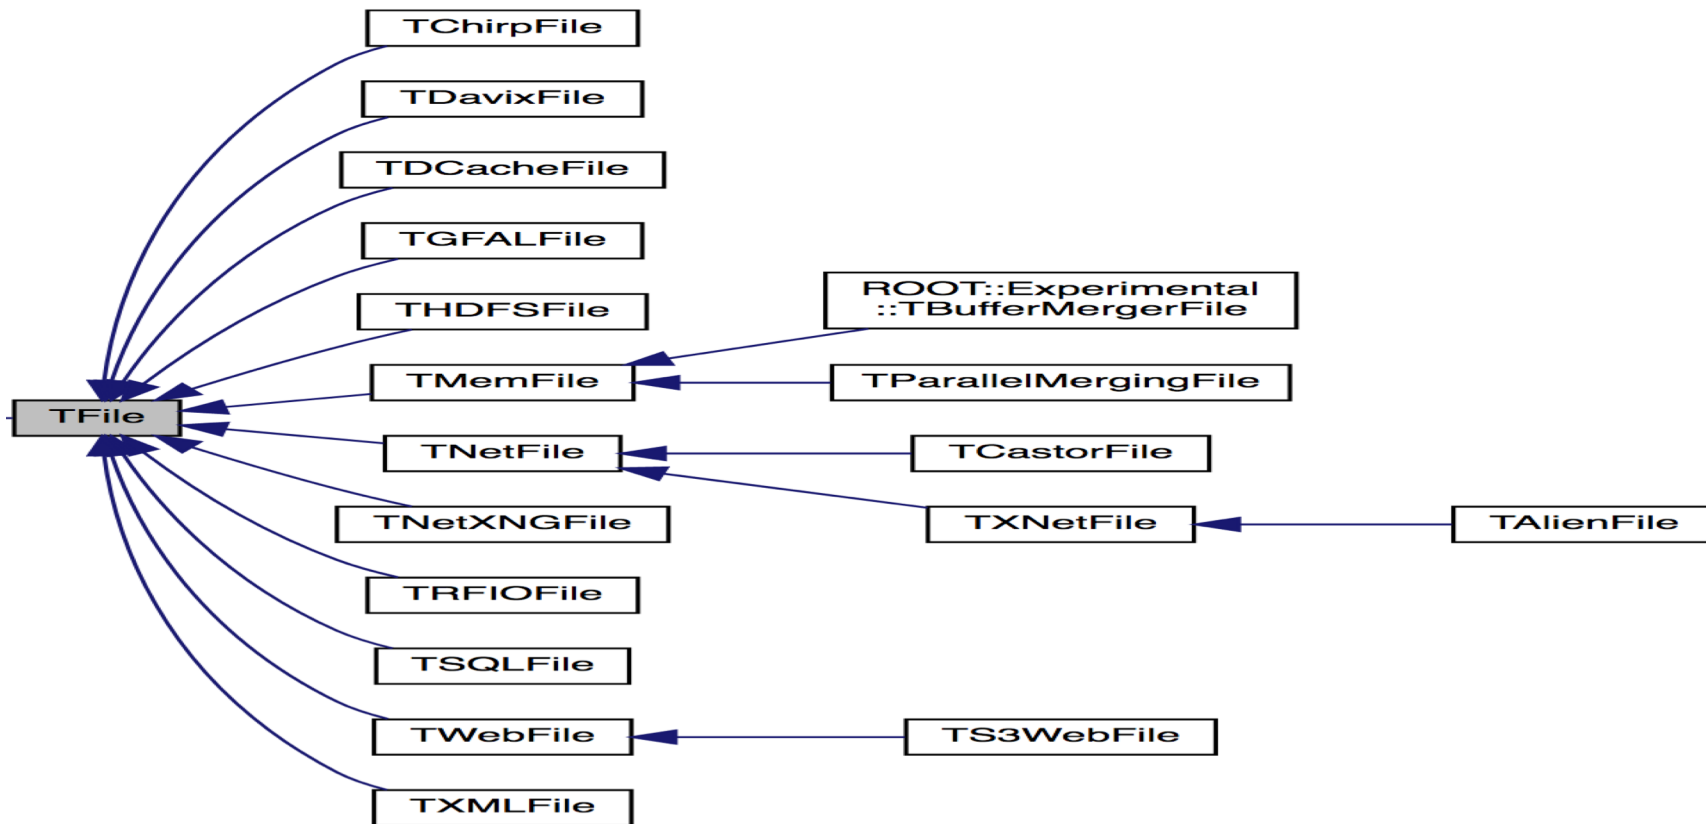 TChirpFile
TDavixFile
TDCacheFile
TGFALFile
THDFSFile
ROOT::Experimental
::TBufferMergerFile
TMemFile
TParallelMergingFile
TFile
TNetFile
TCastorFile
TNetXNGFile
TXNetFile
TAlienFile
TRFIOFile
TSQLFile
TWebFile
TS3WebFile
TXMLFile